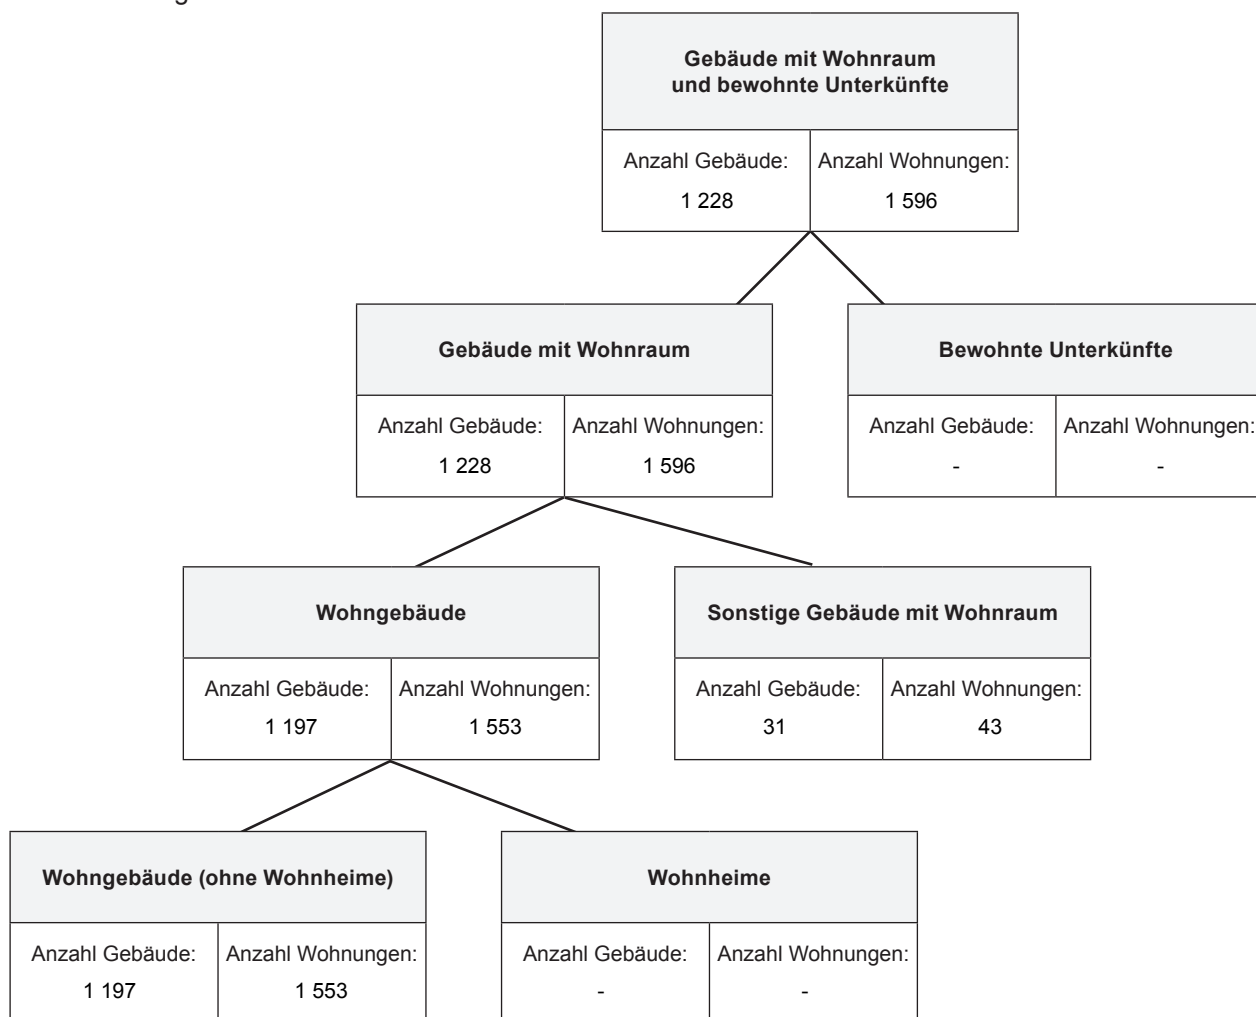 Gebäude mit Wohnraum
und bewohnte Unterkünfte
Anzahl Gebäude: Anzahl Wohnungen:
1 228 1 596
Gebäude mit Wohnraum
Anzahl Gebäude: Anzahl Wohnungen:
1 228 1 596
Bewohnte Unterkünfte
Anzahl Gebäude: Anzahl Wohnungen:
- -
Wohngebäude
Anzahl Gebäude: Anzahl Wohnungen:
1 197 1 553
Sonstige Gebäude mit Wohnraum
Anzahl Gebäude: Anzahl Wohnungen:
31 43
Wohngebäude (ohne Wohnheime)
Anzahl Gebäude: Anzahl Wohnungen:
1 197 1 553
Wohnheime
Anzahl Gebäude: Anzahl Wohnungen:
- -